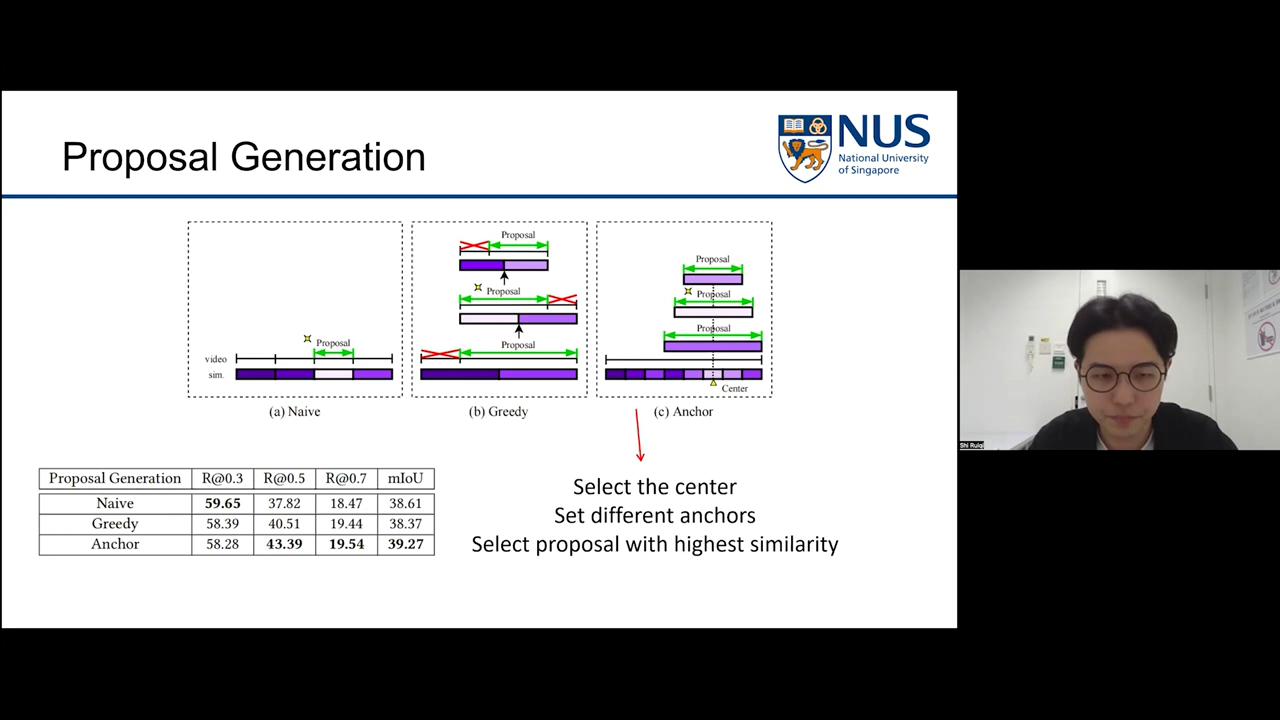 Proposal Generation
NUS
National University
of Singapore
Proposal
video
sim.
(a) Naive
Proposal
Proposal
Proposal
(b) Greedy
Proposal
Proposal
Proposal
Center
(c) Anchor
Proposal Generation R@0.3 R@0.5 R@0.7 mIoU
Naive 59.65 37.82 18.47 38.61
Greedy 58.39 40.51 19.44 38.37
Anchor 58.28 43.39 19.54 39.27
Select the center
Set different anchors
Select proposal with highest similarity
Shi Ruiqi